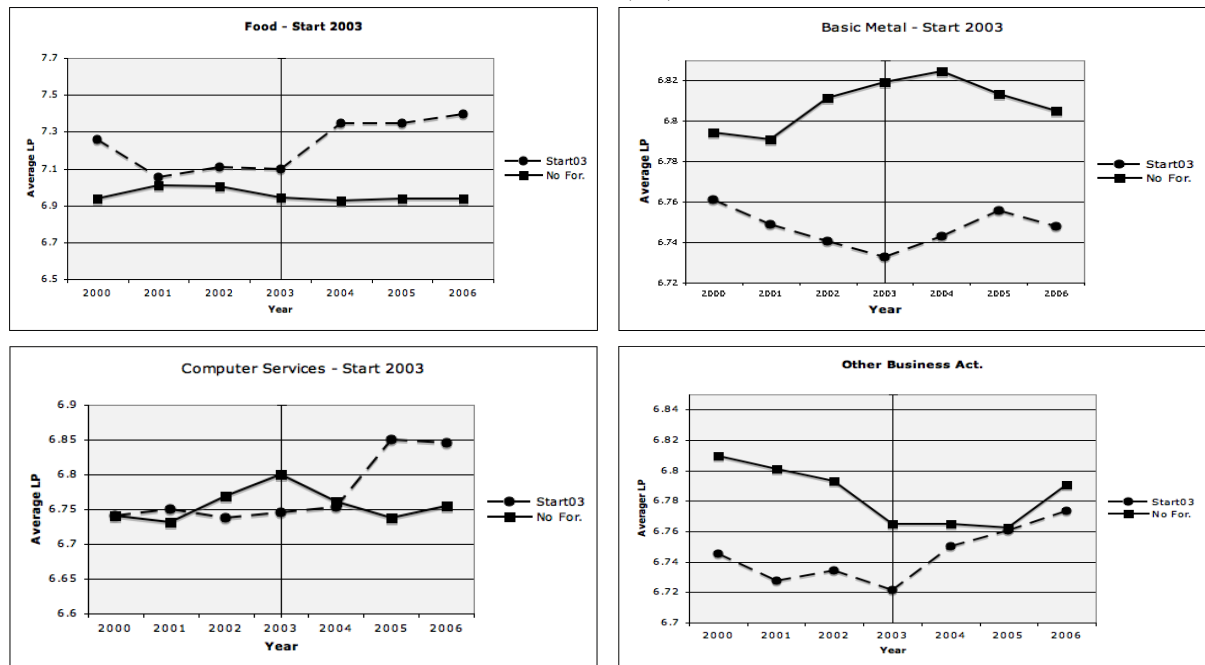 Food - Start 2003
7.7
7.5
7.3
7.1
6.9
6.7
6.5
Average LP
2000 2001 2002 2003 2004 2005 2006
Year
Start03
No For.
Basic Metal - Start 2003
6.82
6.8
6.78
6.76
6.74
6.72
Average LP
2000 2001 2002 2003 2004 2005 2006
Year
Start03
No For.
Computer Services - Start 2003
6.9
6.85
6.8
6.75
6.7
6.65
6.6
Average LP
2000 2001 2002 2003 2004 2005 2006
Year
Start03
No For.
Other Business Act.
6.84
6.82
6.8
6.78
6.76
6.74
6.72
6.7
Averager LP
2000 2001 2002 2003 2004 2005 2006
Year
Start03
No For.